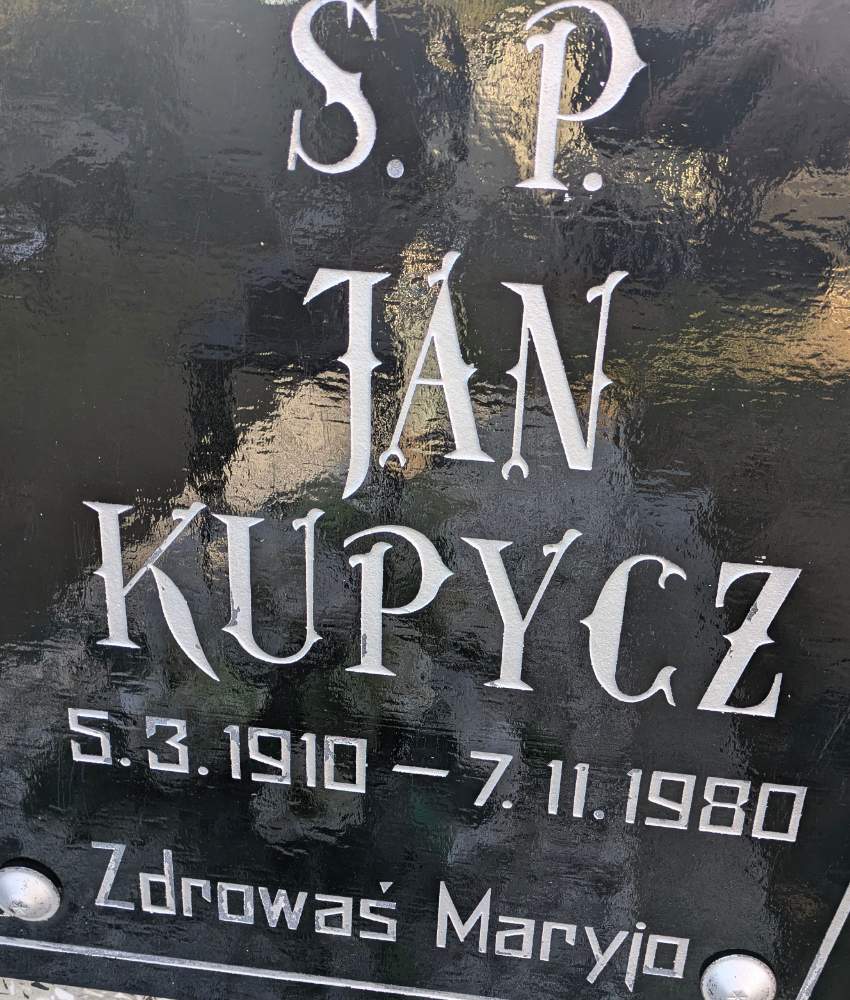 S. P.
JAN
KUPYCZ
5.3.1910 – 7.11.1980
Zdrowaś Maryjo